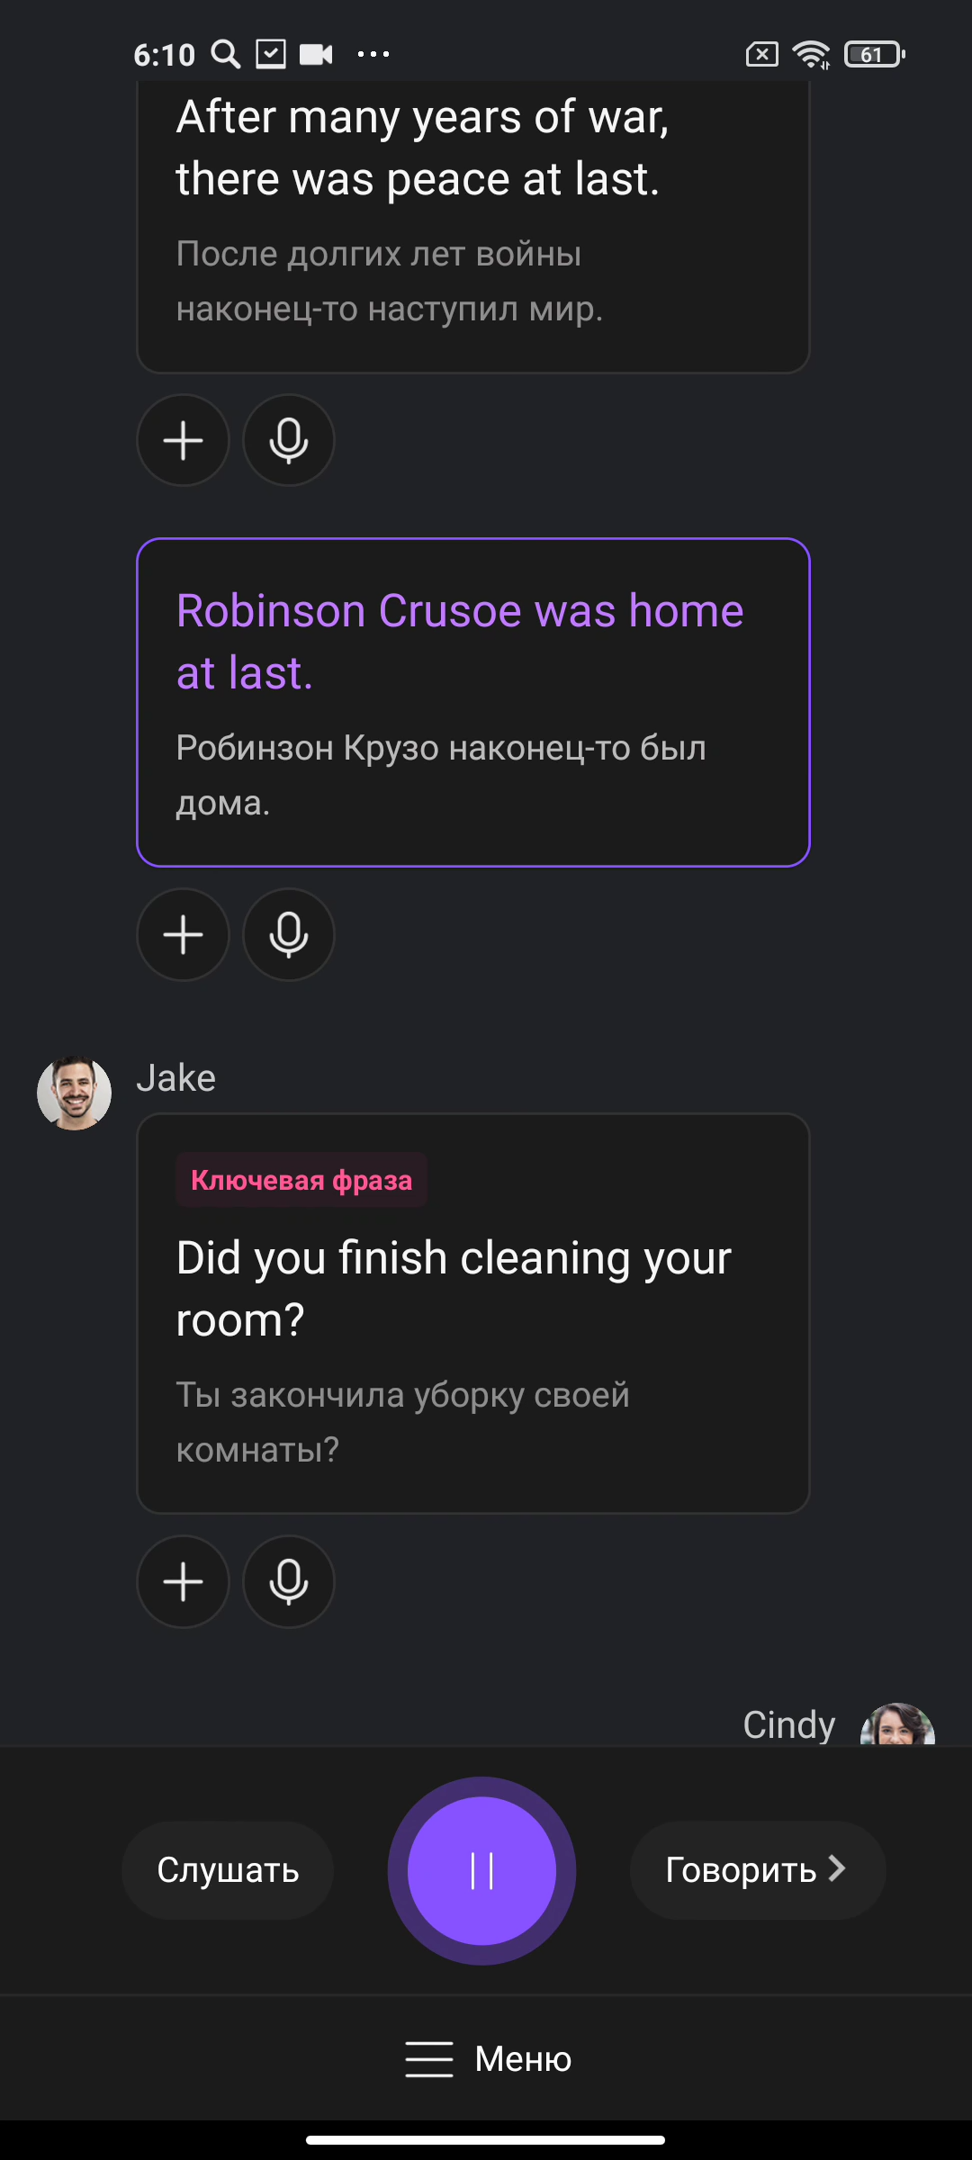 6:10
61
After many years of war,
there was peace at last.
После долгих лет войны
наконец-то наступил мир.
Robinson Crusoe was home
at last.
Робинзон Крузо наконец-то был
дома.
Jake
Ключевая фраза
Did you finish cleaning your
room?
Ты закончила уборку своей
комнаты?
Cindy
Слушать
Говорить
Меню